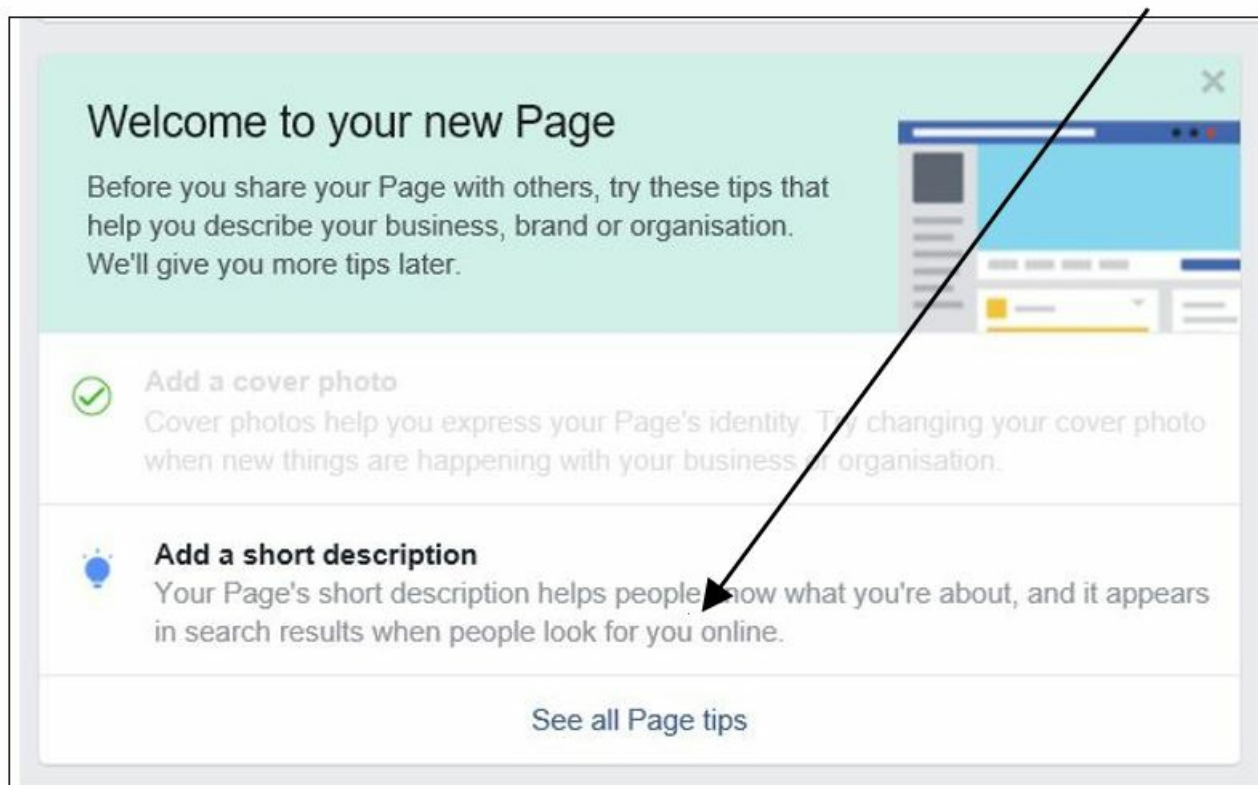 Welcome to your new Page
Before you share your Page with others, try these tips that
help you describe your business, brand or organisation.
We'll give you more tips later.
Add a cover photo
Cover photos help you express your Page's identity. Try changing your cover photo
when new things are happening with your business or organisation.
Add a short description
Your Page's short description helps people know what you're about, and it appears
in search results when people look for you online.
See all Page tips